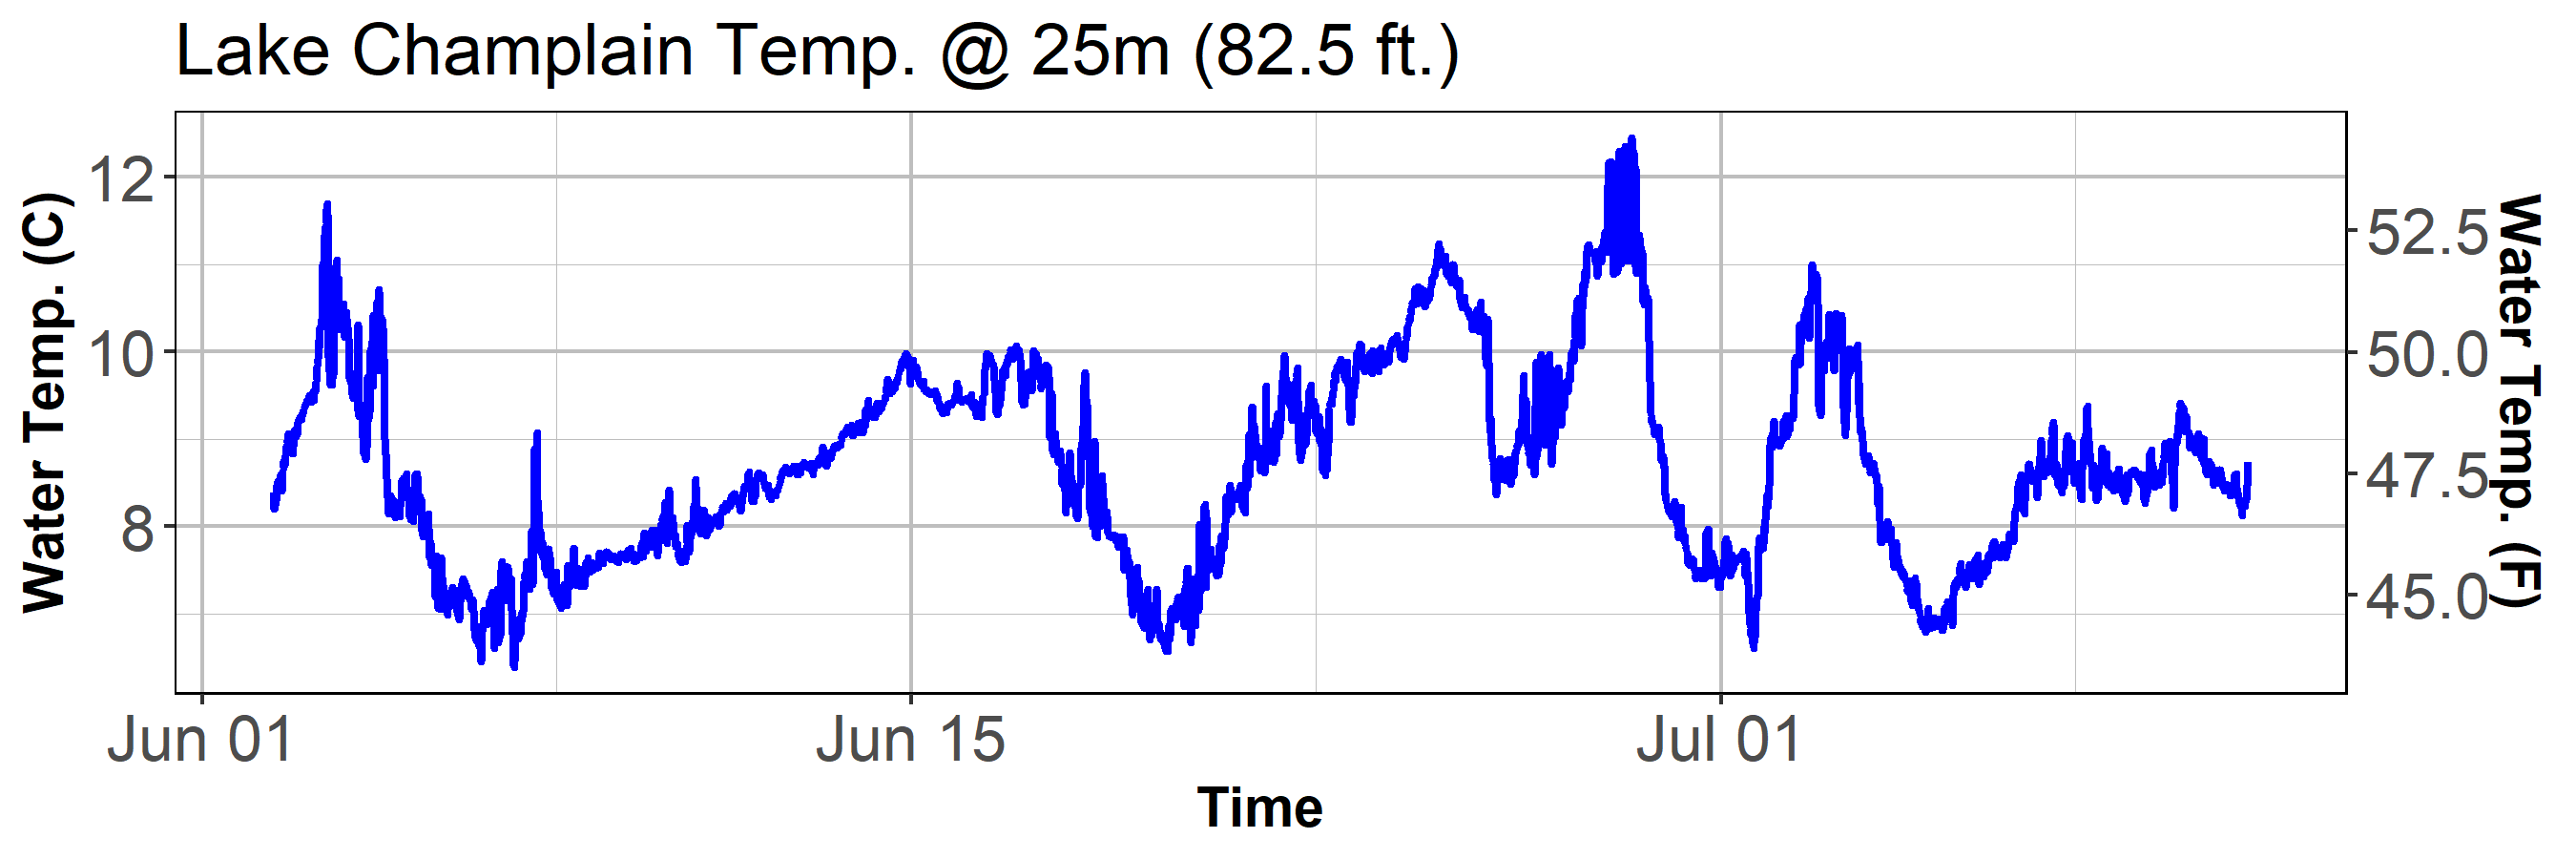 Lake Champlain Temp. @ 25m (82.5 ft.)
Water Temp. (C)
12
10
8
52.5
50.0
47.5
45.0
Water Temp. (F)
Jun 01
Jun 15
Jul 01
Time